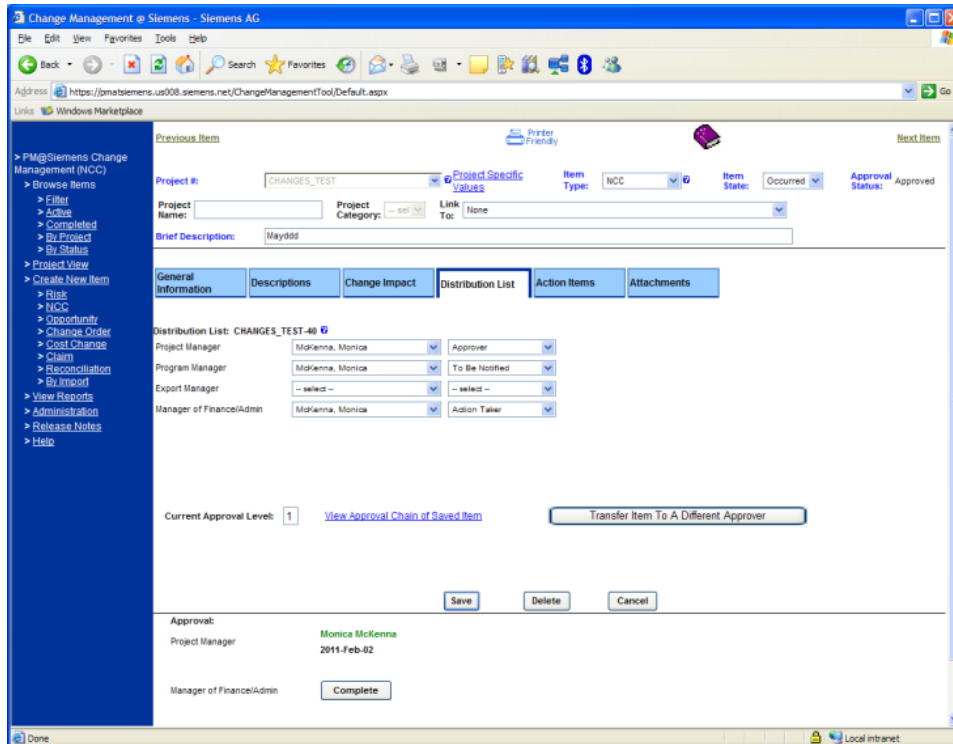 Change Management @ Siemens - Siemens AG
File Edit View Favorites Tools Help
Back Search Favorites
Address https://pmatsiemens.us008.siemens.net/ChangeManagementTool/Default.aspx Go
Links Windows Marketplace
> PM@Siemens Change
Management (NCC)
> Browse Items
> Filter
> Active
> Completed
> By Project
> By Status
> Project View
> Create New Item
> Risk
> NCC
> Opportunity
> Change Order
> Cost Change
> Claim
> Reconciliation
> By Import
> View Reports
> Administration
> Release Notes
> Help
Previous Item Printer Friendly Next Item
Project #: CHANGES_TEST Project Specific Values Item Type: NCC Item State: Occurred Approval Status: Approved
Project Name: Project Category: -- sel Link To: None
Brief Description: Mayddd
General Information Descriptions Change Impact Distribution List Action Items Attachments
Distribution List: CHANGES_TEST-40
Project Manager McKenna, Monica Approver
Program Manager McKenna, Monica To Be Notified
Export Manager -- select -- -- select --
Manager of Finance/Admin McKenna, Monica Action Taker
Current Approval Level: 1 View Approval Chain of Saved Item Transfer Item To A Different Approver
Save Delete Cancel
Approval:
Project Manager Monica McKenna
2011-Feb-02
Manager of Finance/Admin Complete
Done Local intranet